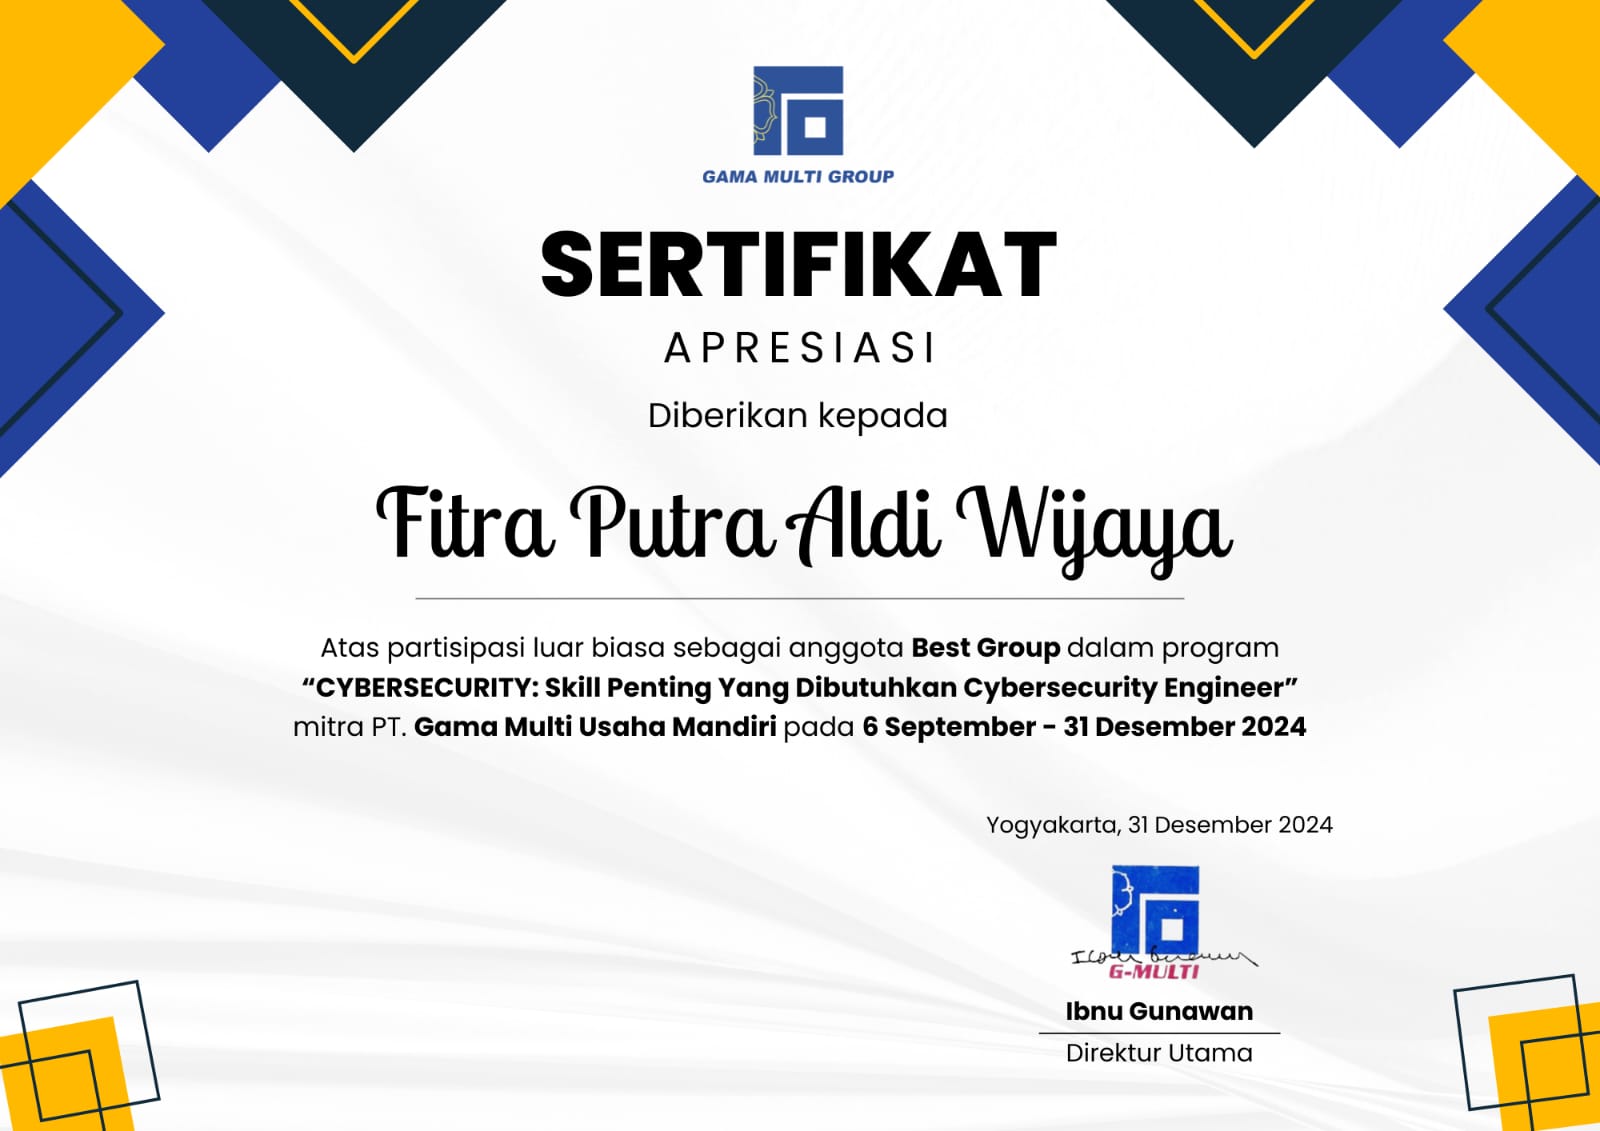 GAMA MULTI GROUP
SERTIFIKAT
APRESIASI
Diberikan kepada
Fitra Putra Aldi Wijaya
Atas partisipasi luar biasa sebagai anggota Best Group dalam program
“CYBERSECURITY: Skill Penting Yang Dibutuhkan Cybersecurity Engineer”
mitra PT. Gama Multi Usaha Mandiri pada 6 September - 31 Desember 2024
Yogyakarta, 31 Desember 2024
G-MULTI
Ibnu Gunawan
Direktur Utama